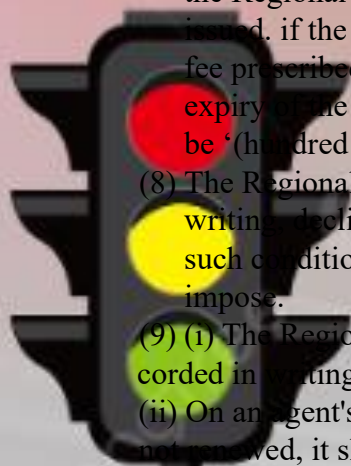 the Regional
issued. if the
fee prescribed
expiry of the
be ‘(hundred
(8) The Regional
writing, decli
such conditio
impose.
(9) (i) The Regio
corded in writing
(ii) On an agent's
not renewed, it s